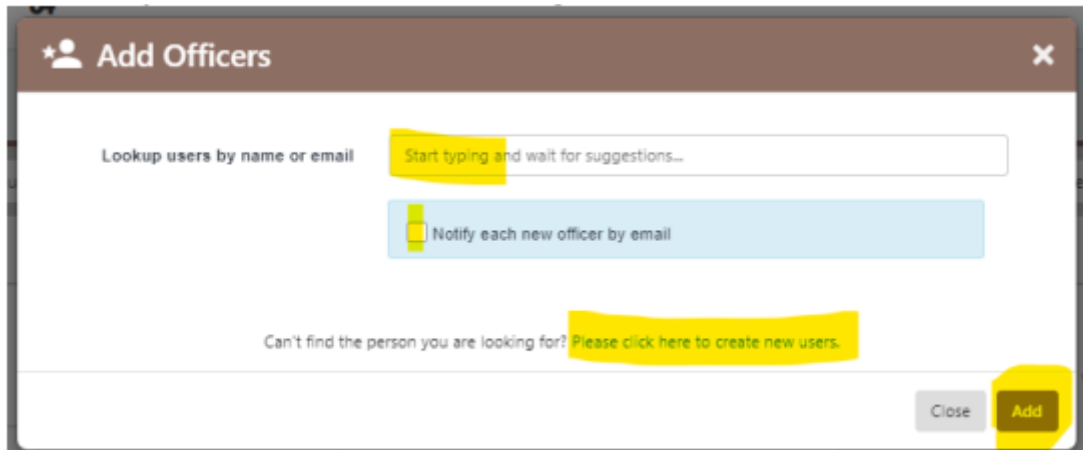 Add Officers
Lookup users by name or email
Start typing and wait for suggestions...
Notify each new officer by email
Can't find the person you are looking for? Please click here to create new users.
Close
Add